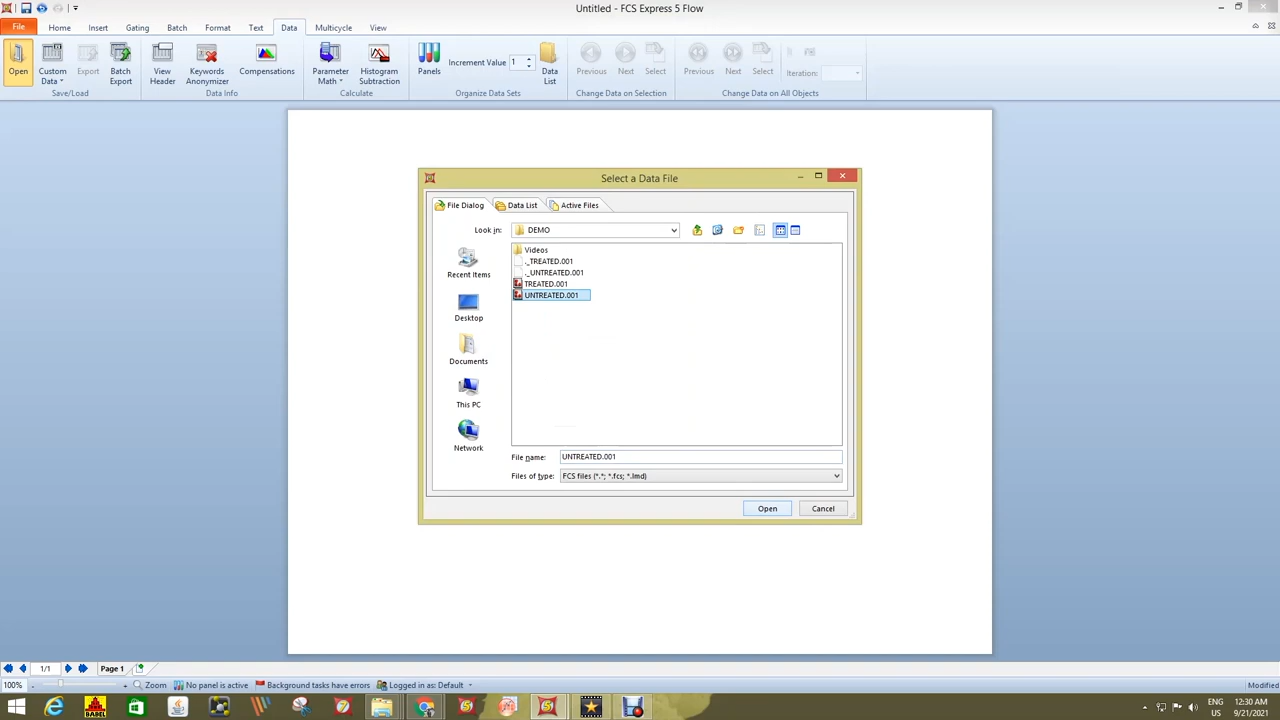 Untitled - FCS Express 5 Flow
File Home Insert Gating Batch Format Text Data Multicycle View
Open
Custom Data
Export
Batch Export
Save/Load
View Header
Keywords Anonymizer
Compensations
Data Info
Parameter Math
Histogram Subtraction
Calculate
Panels
Increment Value 1
Data List
Organize Data Sets
Previous Next Select
Change Data on Selection
Previous Next Select
Iteration:
Change Data on All Objects
Select a Data File
File Dialog Data List Active Files
Look in: DEMO
Recent Items
Desktop
Documents
This PC
Network
Videos
._TREATED.001
._UNTREATED.001
TREATED.001
UNTREATED.001
File name: UNTREATED.001
Files of type: FCS files (*.*; *.fcs; *.lmd)
Open Cancel
1/1 Page 1
100% Zoom No panel is active Background tasks have errors Logged in as: Default Modified
BABEL
ENG
US
12:30 AM
9/21/2021